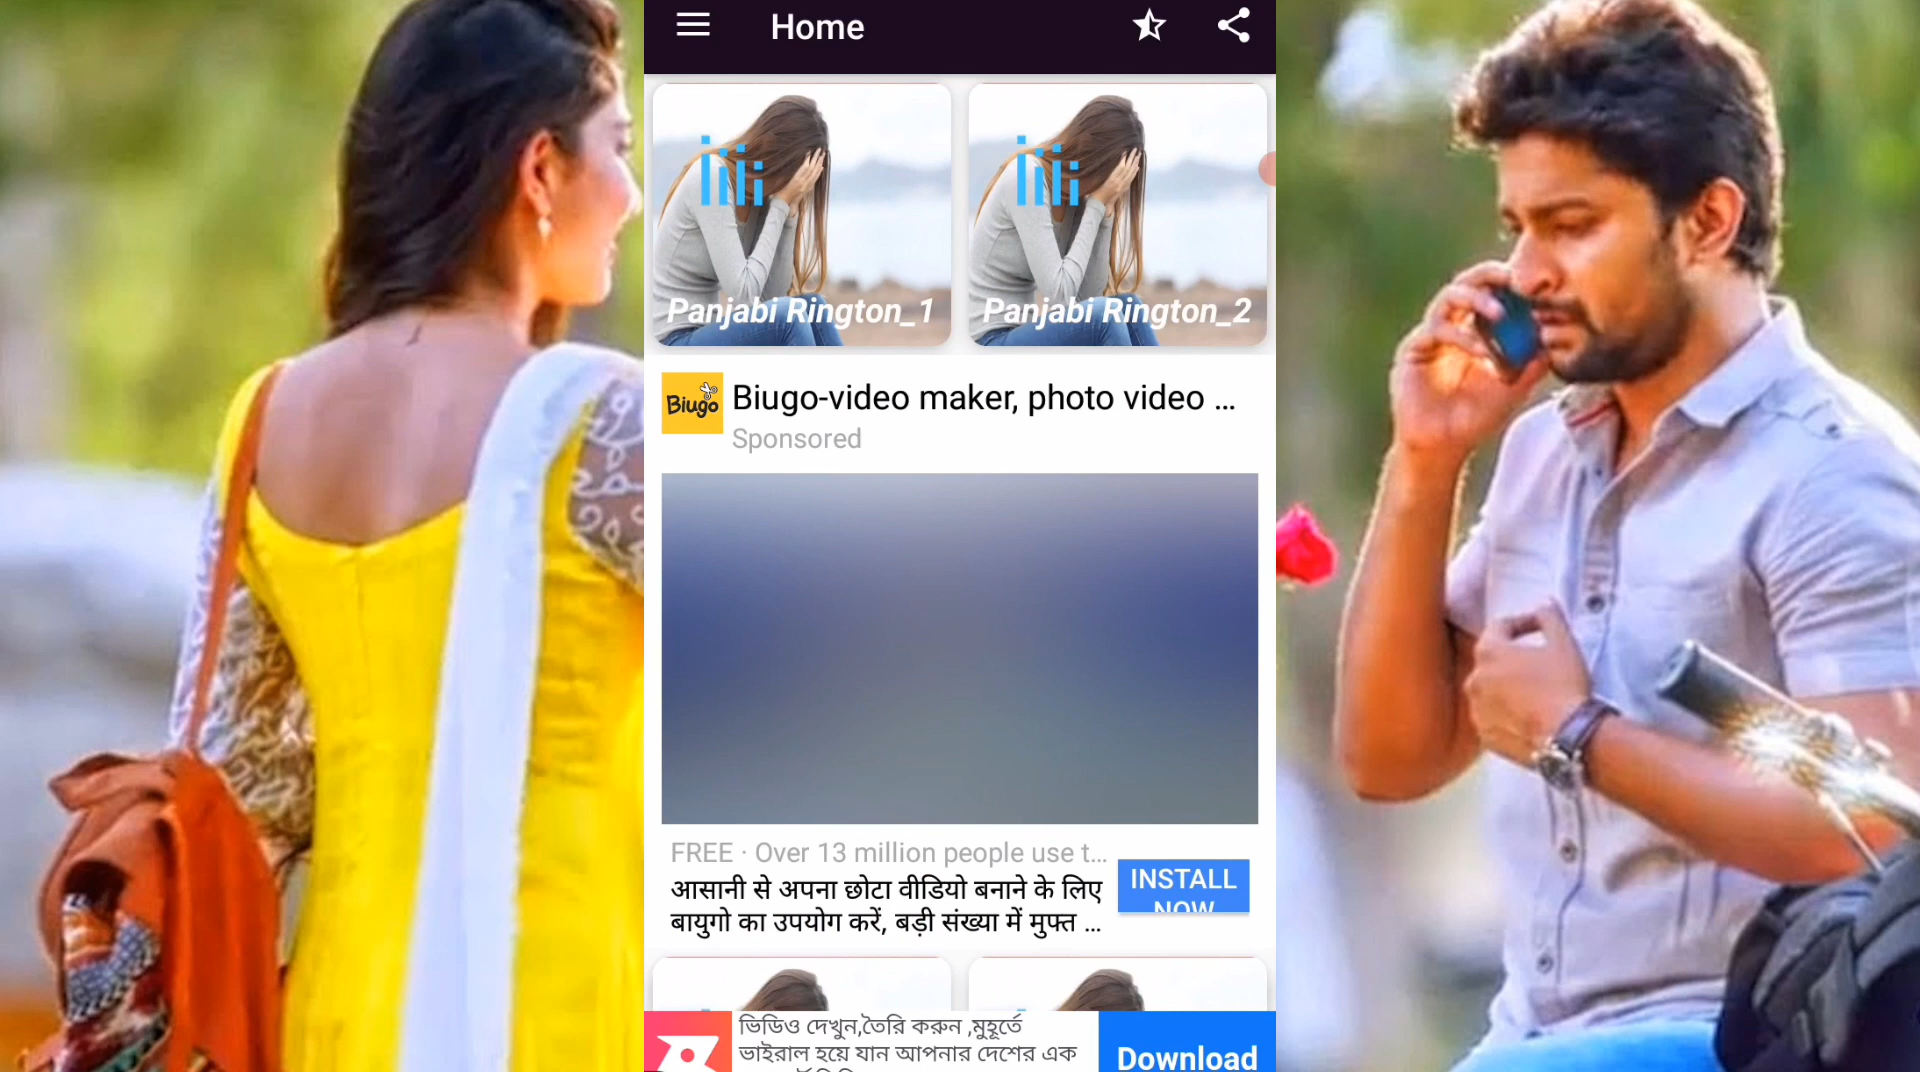 Home
Panjabi Rington_1
Panjabi Rington_2
Biugo
Biugo-video maker, photo video ...
Sponsored
FREE · Over 13 million people use t...
आसानी से अपना छोटा वीडियो बनाने के लिए
बायुगो का उपयोग करें, बड़ी संख्या में मुफ्त ...
INSTALL
NOW
ভিডিও দেখুন,তৈরি করুন ,মুহূর্তে
ভাইরাল হয়ে যান আপনার দেশের এক
Download